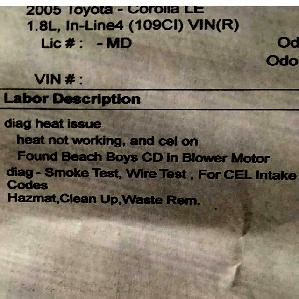 2005 Toyota - Corolla LE
1.8L, In-Line4 (109CI) VIN(R)
Lic # : - MD Od
Odo
VIN # :
Labor Description
diag heat issue
heat not working, and cel on
Found Beach Boys CD In Blower Motor
diag - Smoke Test, Wire Test , For CEL Intake
Codes
Hazmat,Clean Up,Waste Rem.